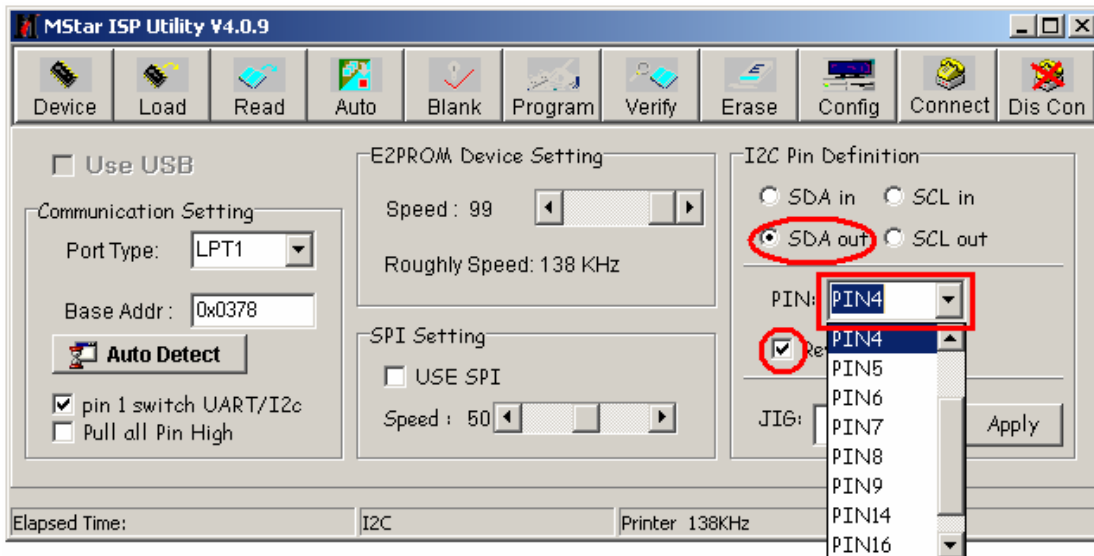 MStar ISP Utility V4.0.9
Device Load Read Auto Blank Program Verify Erase Config Connect Dis Con
Use USB
Communication Setting
Port Type: LPT1
Base Addr : 0x0378
Auto Detect
pin 1 switch UART/I2c
Pull all Pin High
E2PROM Device Setting
Speed : 99
Roughly Speed: 138 KHz
SPI Setting
USE SPI
Speed : 50
I2C Pin Definition
SDA in SCL in
SDA out SCL out
PIN: PIN4
PIN4
PIN5
PIN6
PIN7
PIN8
PIN9
PIN14
PIN16
JIG:
Apply
Elapsed Time: I2C Printer 138KHz